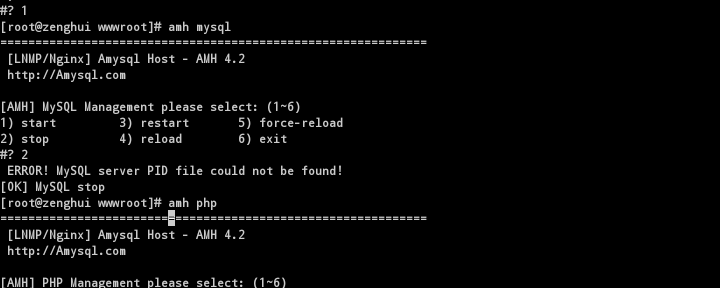 #? 1
[root@zenghui wwwroot]# amh mysql
=============================================================
[LNMP/Nginx] Amysql Host - AMH 4.2
http://Amysql.com
[AMH] MySQL Management please select: (1~6)
1) start         3) restart       5) force-reload
2) stop          4) reload        6) exit
#? 2
ERROR! MySQL server PID file could not be found!
[OK] MySQL stop
[root@zenghui wwwroot]# amh php
=============================================================
[LNMP/Nginx] Amysql Host - AMH 4.2
http://Amysql.com
[AMH] PHP Management please select: (1~6)